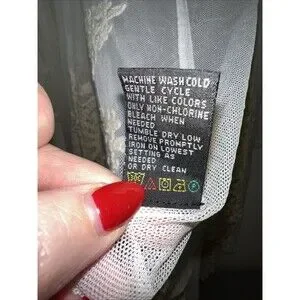 MACHINE WASH COLD
GENTLE CYCLE
WITH LIKE COLORS
ONLY NON-CHLORINE
BLEACH WHEN
NEEDED
TUMBLE DRY LOW
REMOVE PROMPTLY
IRON ON LOWEST
SETTING AS
NEEDED
OR DRY CLEAN